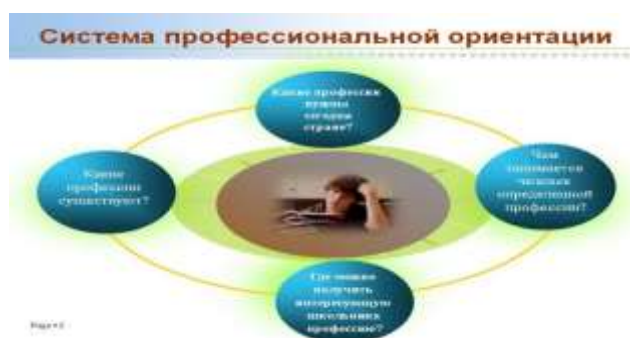 Система профессиональной ориентации
Какие профессии
нужны
сегодня
стране?
Чем
занимается
человек
определенной
профессии?
Какие
профессии
существуют?
Где можно
получить
интересующую
школьника
профессию?